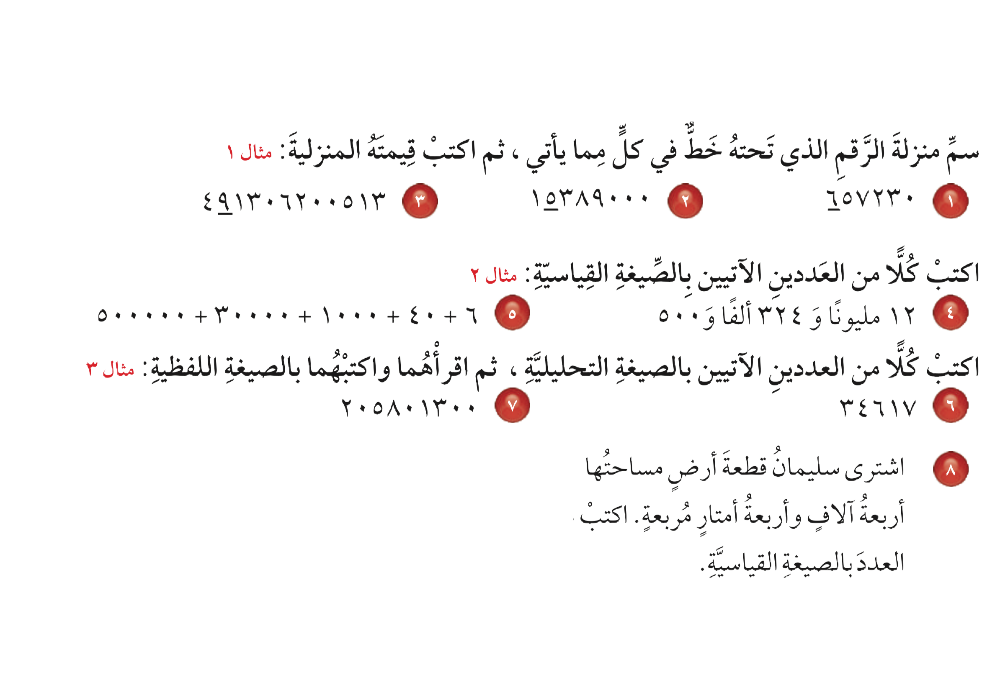 سمِّ منزلةَ الرَّقمِ الذي تَحتهُ خَطٌّ في كلٍّ مِما يأتي ، ثم اكتبْ قِيمتَهُ المنزليةَ: مثال ١
١ ٦٥٧٢٣٠ ٢ ١٥٣٨٩٠٠٠ ٣ ٤٩١٣٠٦٢٠٠٥١٣
اكتبْ كُلًّا من العَددينِ الآتيين بِالصِّيغةِ القِياسيّةِ: مثال ٢
٤ ١٢ مليونًا وَ ٣٢٤ ألفًا وَ ٥٠٠ ٥ ٦ + ٤٠ + ١٠٠٠ + ٣٠٠٠٠ + ٥٠٠٠٠٠
اكتبْ كُلًّا من العددينِ الآتيين بالصيغةِ التحليليَّةِ ، ثم اقرأْهُما واكتبْهُما بالصيغةِ اللفظيةِ: مثال ٣
٦ ٣٤٦١٧ ٧ ٢٠٥٨٠١٣٠٠
٨ اشترى سليمانُ قطعةَ أرضٍ مساحتُها
أربعةُ آلافٍ وأربعةُ أمتارٍ مُربعةٍ. اكتبْ
العددَ بالصيغةِ القياسيَّةِ.